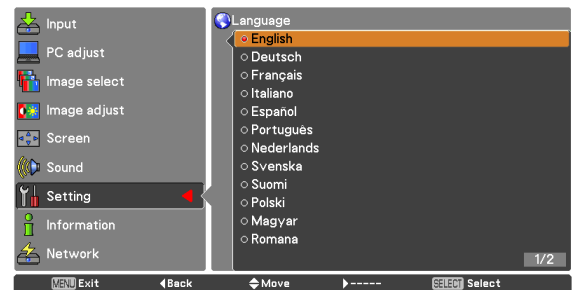 Input
PC adjust
Image select
Image adjust
Screen
Sound
Setting
Information
Network
Language
English
Deutsch
Français
Italiano
Español
Português
Nederlands
Svenska
Suomi
Polski
Magyar
Romana
1/2
MENU Exit
Back
Move
-----
SELECT Select